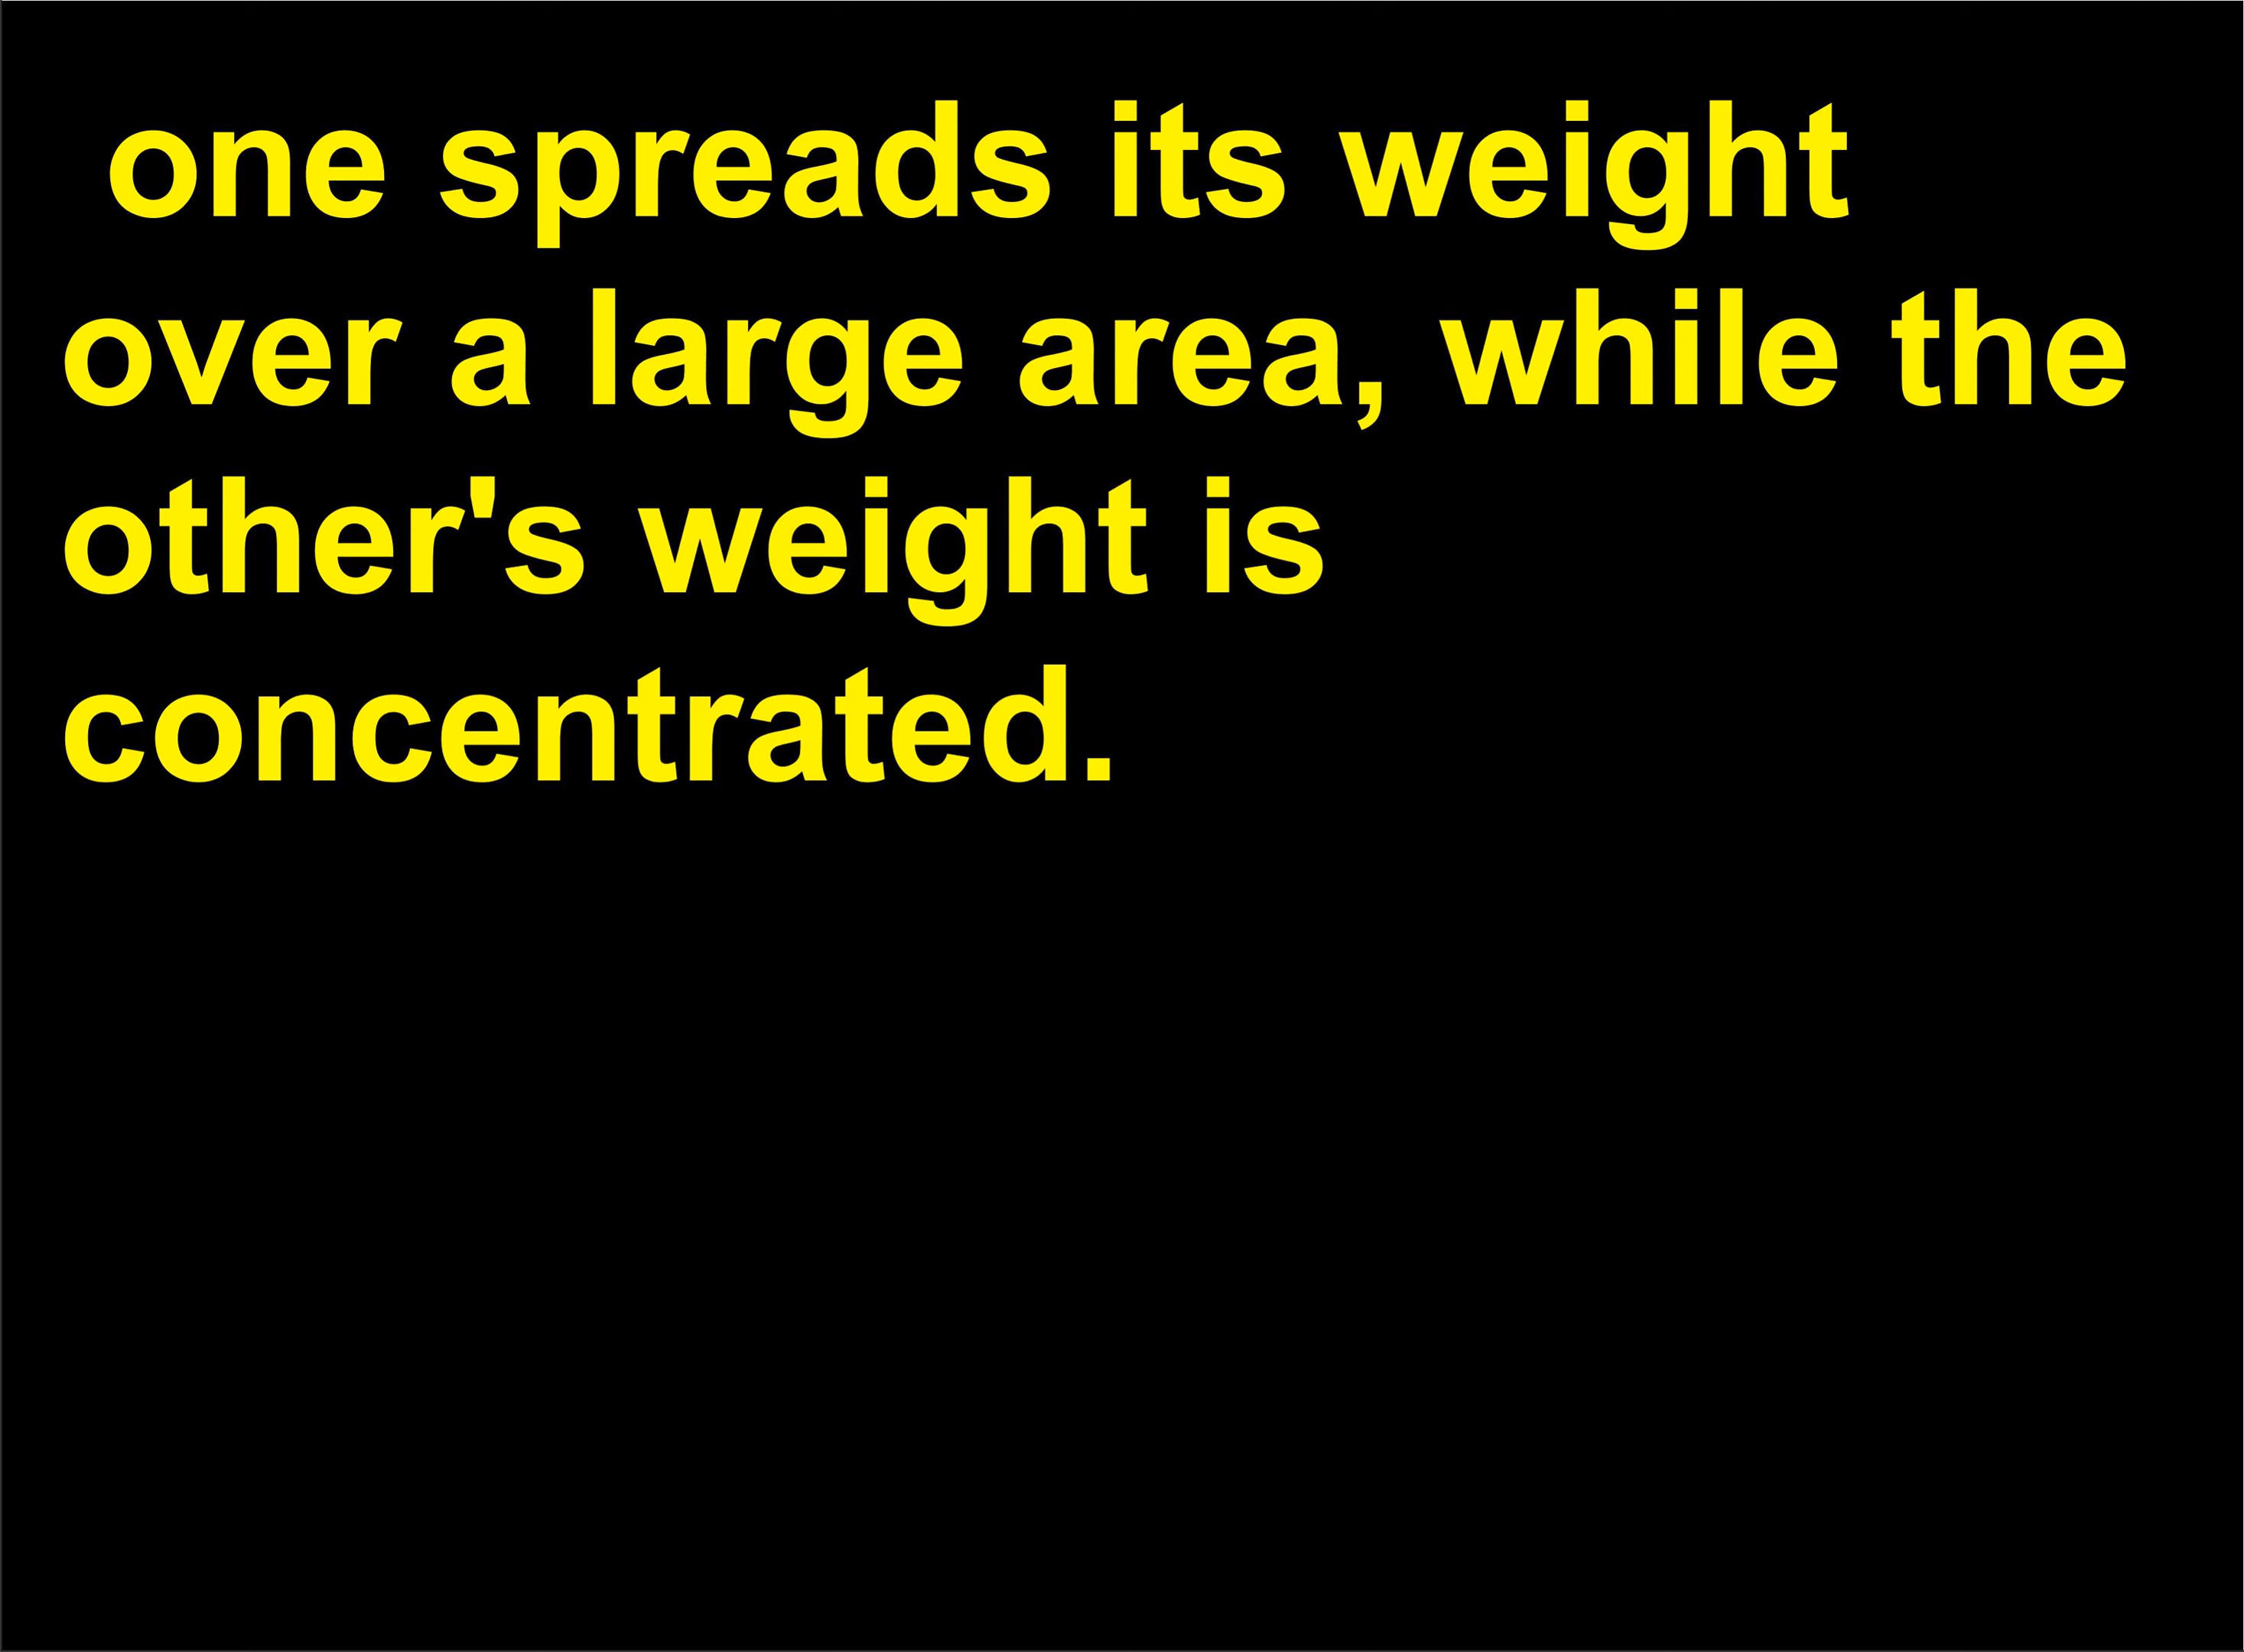 one spreads its weight
over a large area, while the
other's weight is
concentrated.